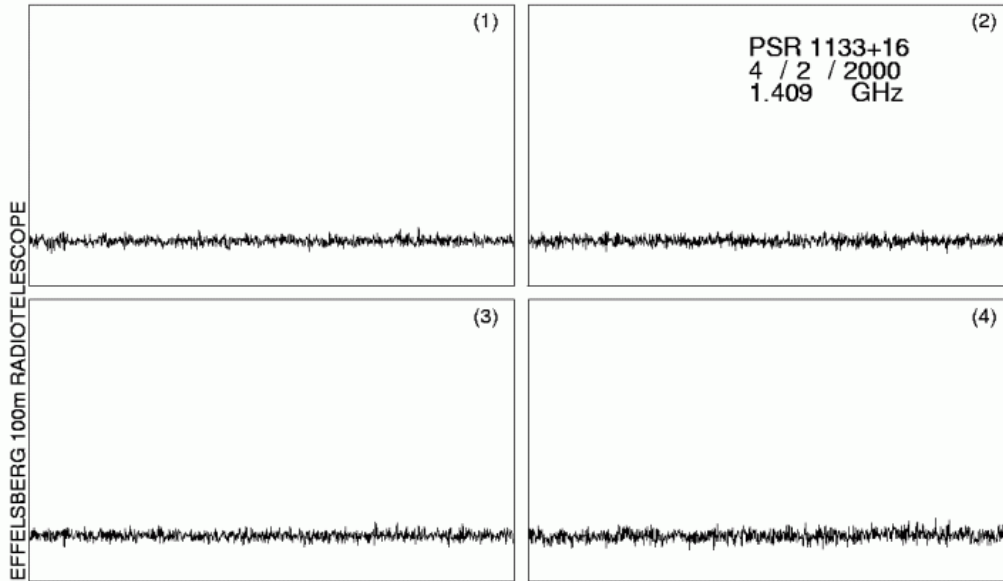 (1)
(2)
PSR 1133+16
4 / 2 / 2000
1.409 GHz
EFFELSBERG 100m RADIOTELESCOPE
(3)
(4)